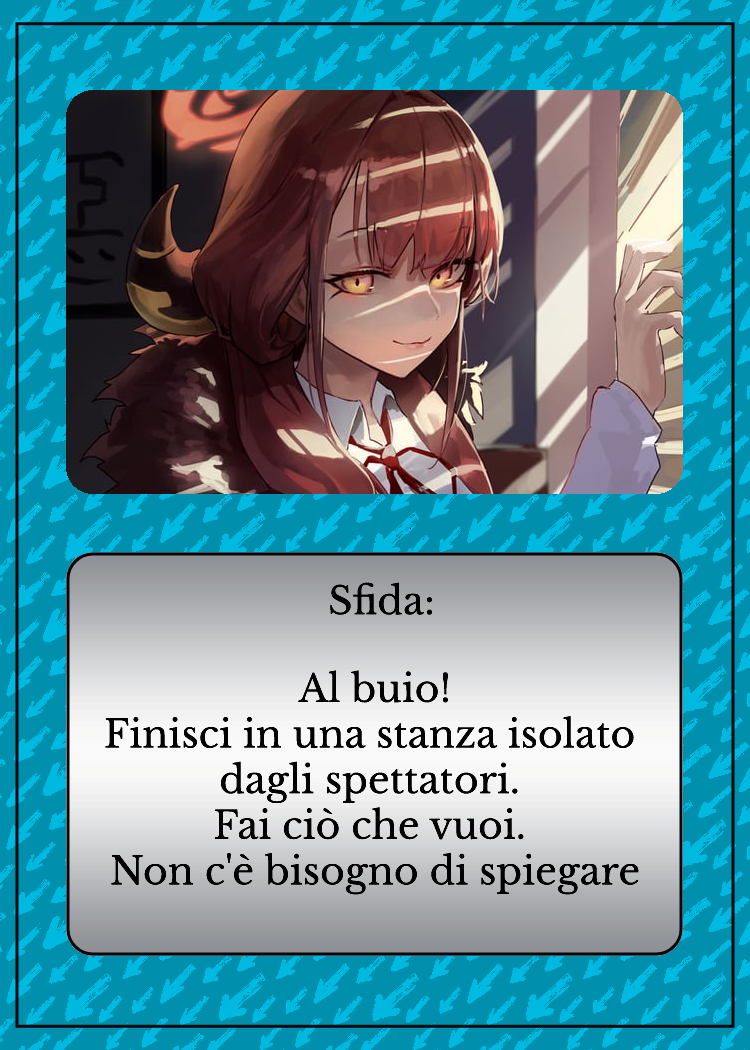 Sfida:
Al buio!
Finisci in una stanza isolato
dagli spettatori.
Fai ciò che vuoi.
Non c'è bisogno di spiegare